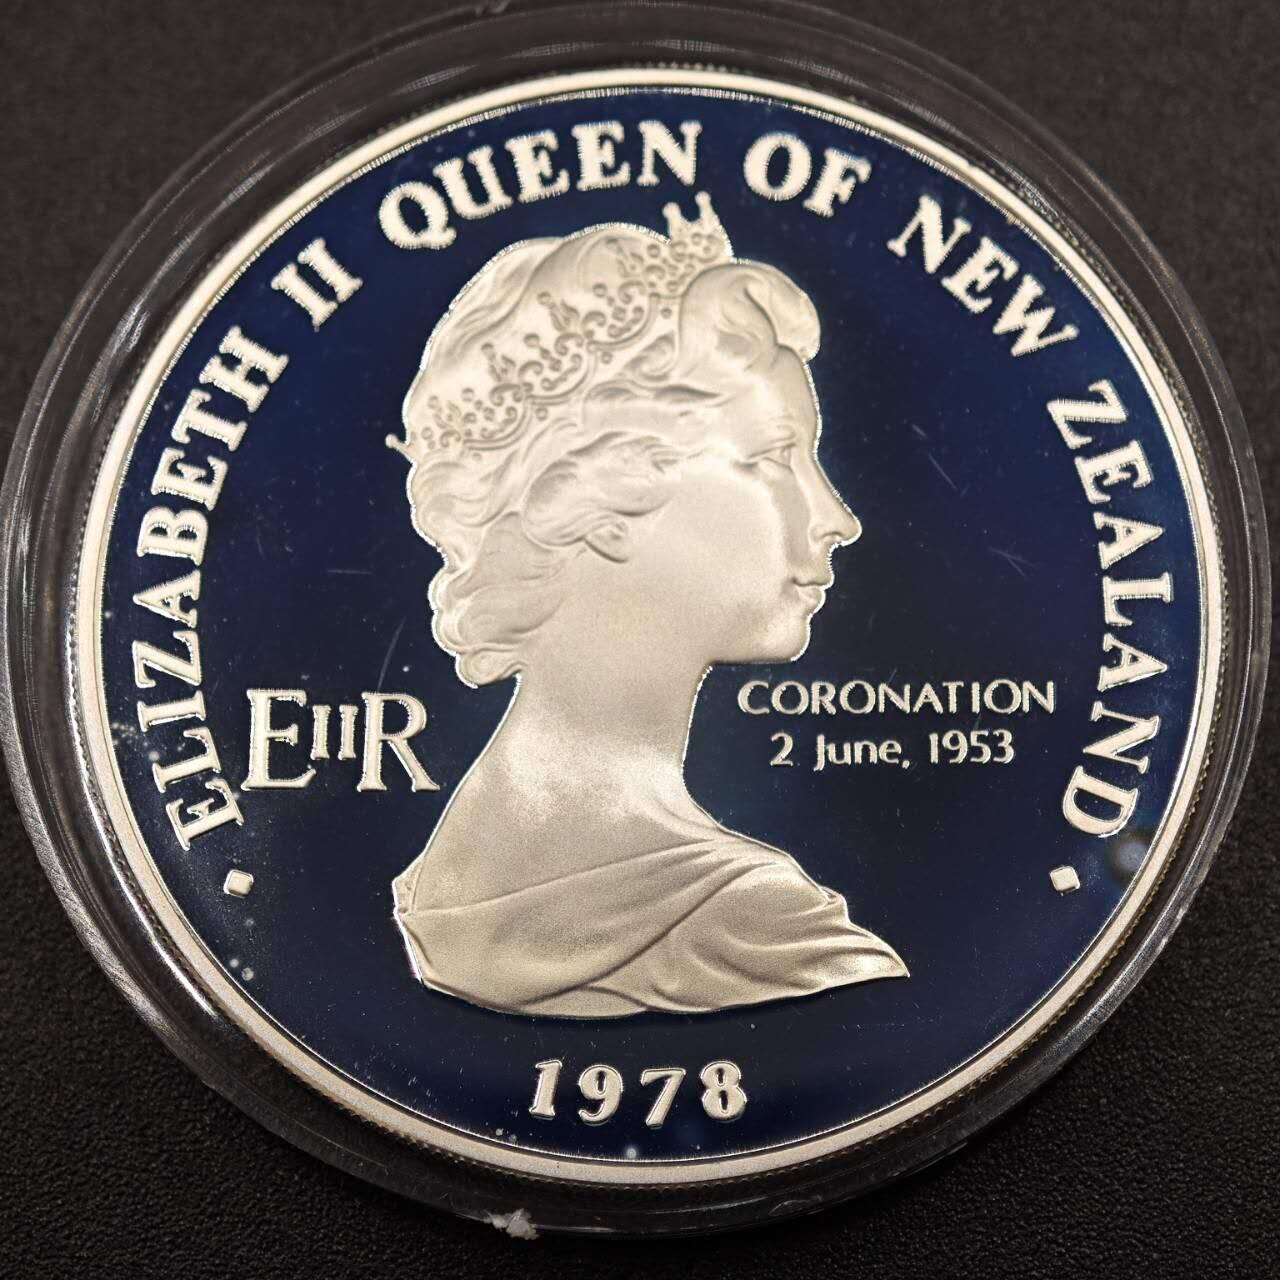 ELIZABETH II QUEEN OF NEW ZEALAND
EIIR
CORONATION
2 June, 1953
1978